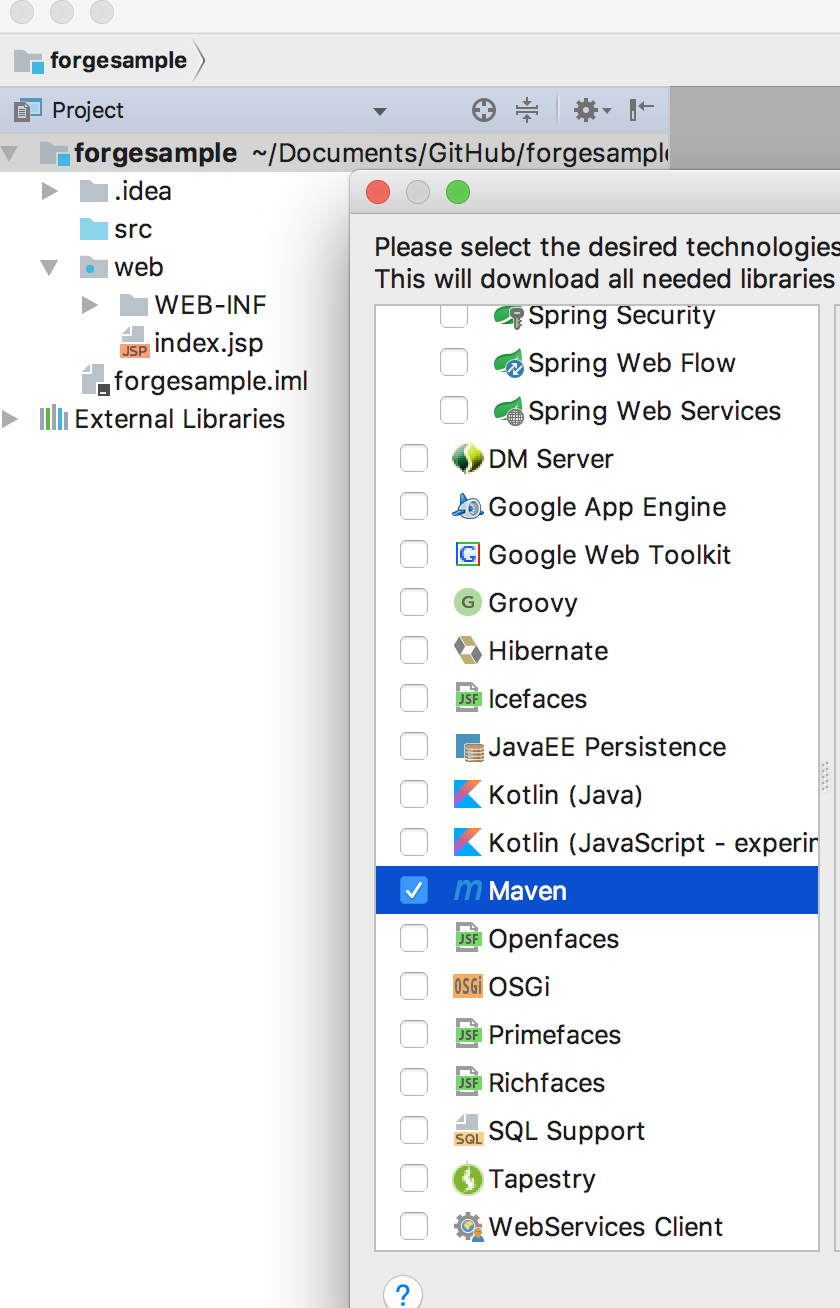 forgesample
Project
forgesample ~/Documents/GitHub/forgesample
.idea
src
web
WEB-INF
JSP index.jsp
forgesample.iml
External Libraries
Please select the desired technologies
This will download all needed libraries
Spring Security
Spring Web Flow
Spring Web Services
DM Server
Google App Engine
G Google Web Toolkit
G Groovy
Hibernate
JSF Icefaces
JavaEE Persistence
Kotlin (Java)
Kotlin (JavaScript - experim
m Maven
JSF Openfaces
OSGi OSGi
JSF Primefaces
JSF Richfaces
SQL SQL Support
Tapestry
WebServices Client
?